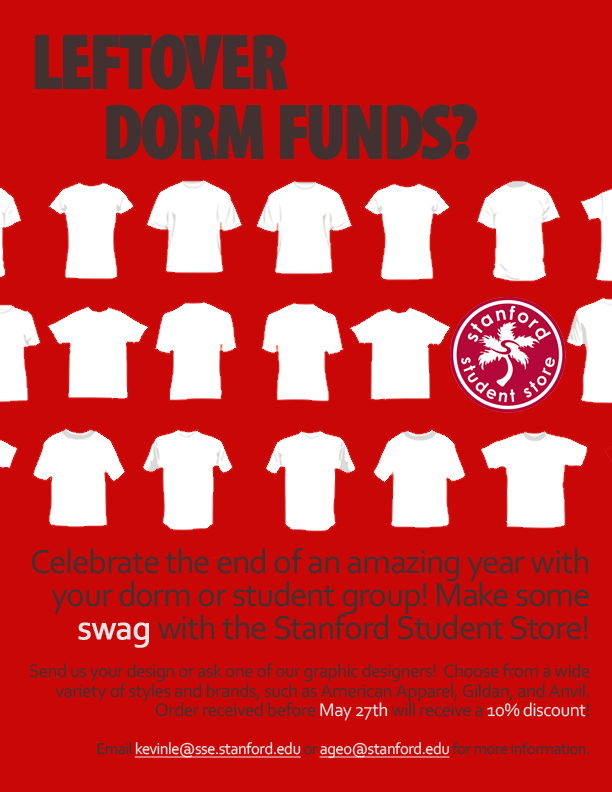 LEFTOVER
DORM FUNDS?
stanford
student store
Celebrate the end of an amazing year with
your dorm or student group! Make some
swag with the Stanford Student Store!
Send us your design or ask one of our graphic designers! Choose from a wide
variety of styles and brands, such as American Apparel, Gildan, and Anvil.
Order received before May 27th will receive a 10% discount!
Email kevinle@sse.stanford.edu or ageo@stanford.edu for more information.